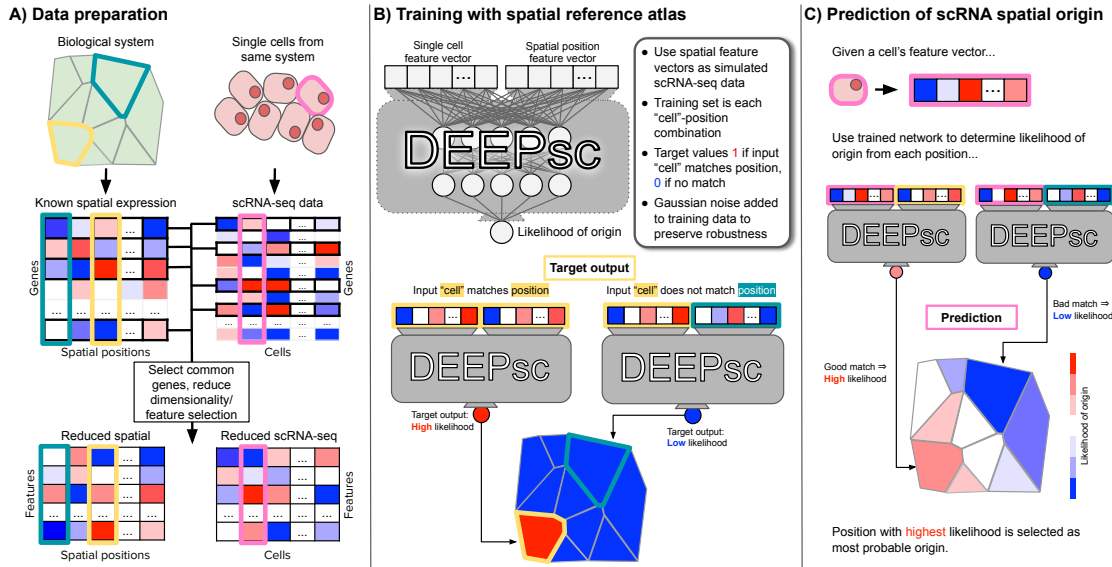 A) Data preparation
Biological system
Single cells from
same system
Known spatial expression
scRNA-seq data
Genes
...
...
...
...
...
...
...
...
...
...
...
Genes
...
...
...
...
...
...
...
...
...
...
...
Spatial positions
Cells
Select common
genes, reduce
dimensionality/
feature selection
Reduced spatial
Reduced scRNA-seq
Features
...
...
...
...
...
...
...
...
...
Features
...
...
...
...
...
...
...
...
...
Spatial positions
Cells
B) Training with spatial reference atlas
Single cell
feature vector
Spatial position
feature vector
...
...
DEEPsc
Likelihood of origin
● Use spatial feature
vectors as simulated
scRNA-seq data
● Training set is each
“cell”-position
combination
● Target values 1 if input
“cell” matches position,
0 if no match
● Gaussian noise added
to training data to
preserve robustness
Target output
Input “cell” matches position
Input “cell” does not match position
...
...
...
...
DEEPsc
DEEPsc
Target output:
High likelihood
Target output:
Low likelihood
C) Prediction of scRNA spatial origin
Given a cell’s feature vector...
...
Use trained network to determine likelihood of
origin from each position...
...
...
...
...
DEEPsc
DEEPsc
Bad match ⇒
Low likelihood
Prediction
Good match ⇒
High likelihood
Likelihood of origin
Position with highest likelihood is selected as
most probable origin.